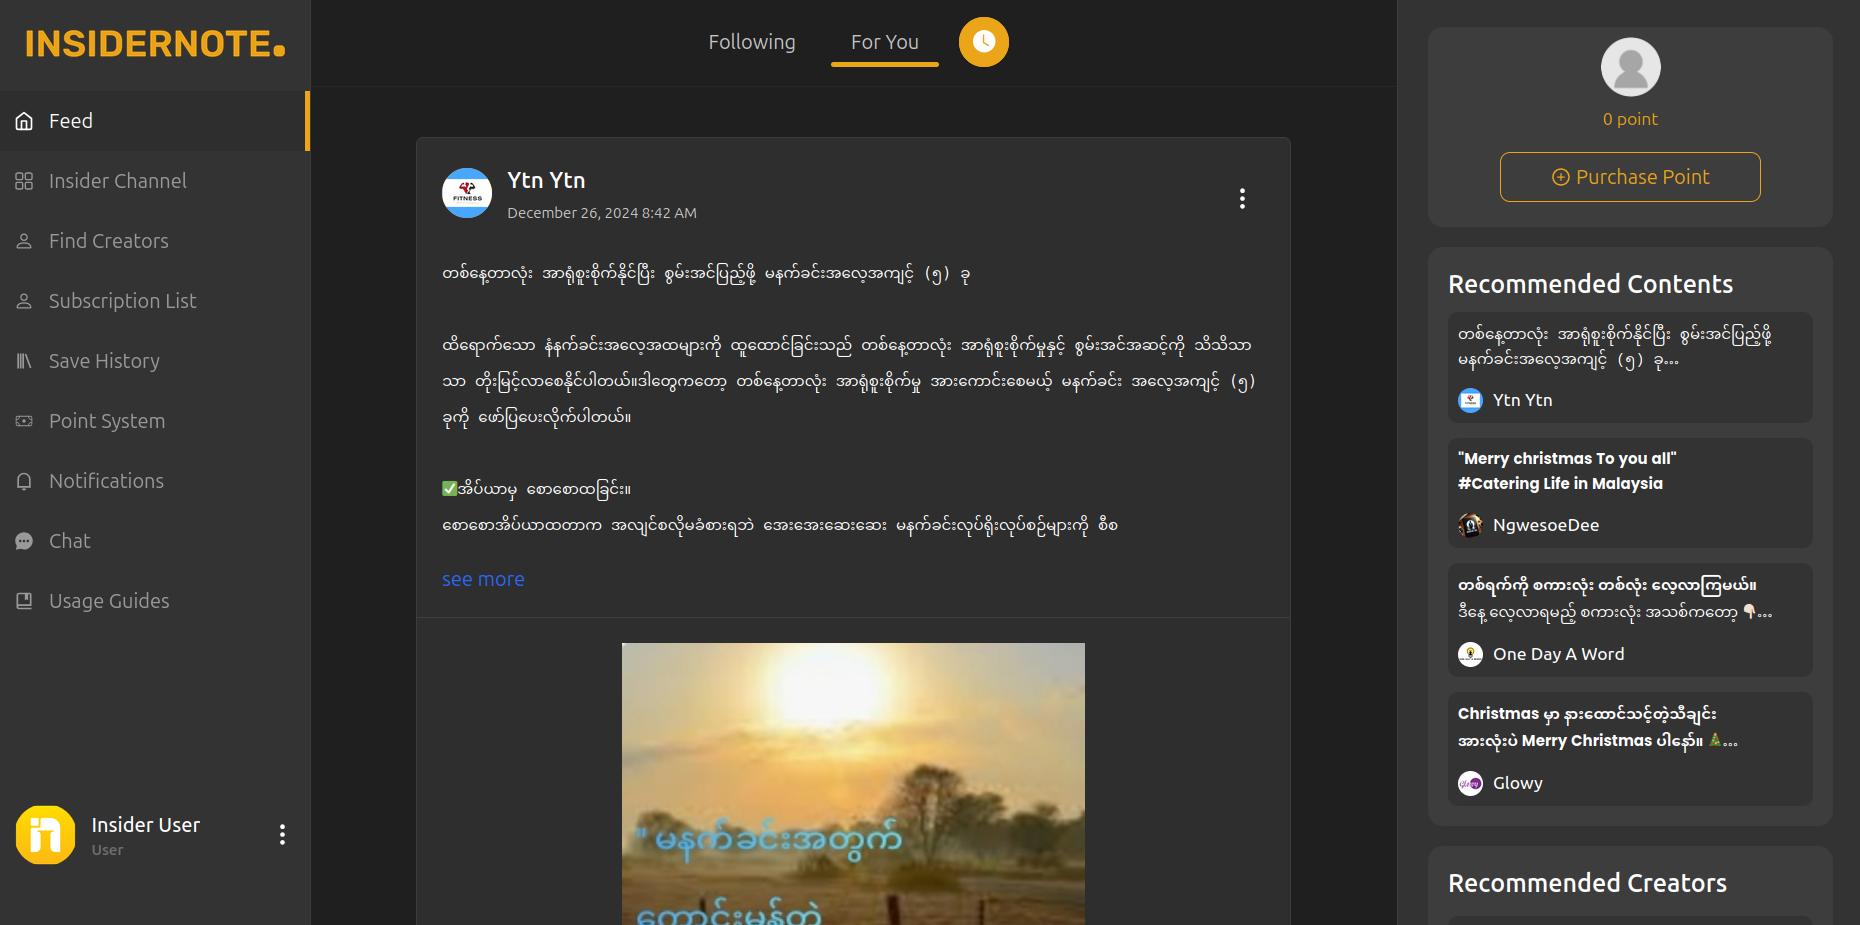 INSIDERNOTE.
Feed
Insider Channel
Find Creators
Subscription List
Save History
Point System
Notifications
Chat
Usage Guides
Insider User
User
Following
For You
Ytn Ytn
December 26, 2024 8:42 AM
တစ်နေ့တာလုံး အာရုံစူးစိုက်နိုင်ပြီး စွမ်းအင်ပြည့်ဖို့ မနက်ခင်းအလေ့အကျင့် (၅) ခု
ထိရောက်သော နံနက်ခင်းအလေ့အထများကို ထူထောင်ခြင်းသည် တစ်နေ့တာလုံး အာရုံစူးစိုက်မှုနှင့် စွမ်းအင်အဆင့်ကို သိသိသာ
သာ တိုးမြင့်လာစေနိုင်ပါတယ်။ဒါတွေကတော့ တစ်နေ့တာလုံး အာရုံစူးစိုက်မှု အားကောင်းစေမယ့် မနက်ခင်း အလေ့အကျင့် (၅)
ခုကို ဖော်ပြပေးလိုက်ပါတယ်။
✅အိပ်ယာမှ စောစောထခြင်း။
စောစောအိပ်ယာထတာက အလျင်စလိုမခံစားရဘဲ အေးအေးဆေးဆေး မနက်ခင်းလုပ်ရိုးလုပ်စဉ်များကို စီစ
see more
" မနက်ခင်းအတွက်
ကောင်းမွန်တဲ့
0 point
Purchase Point
Recommended Contents
တစ်နေ့တာလုံး အာရုံစူးစိုက်နိုင်ပြီး စွမ်းအင်ပြည့်ဖို့
မနက်ခင်းအလေ့အကျင့် (၅) ခု...
Ytn Ytn
"Merry christmas To you all"
#Catering Life in Malaysia
NgwesoeDee
တစ်ရက်ကို စကားလုံး တစ်လုံး လေ့လာကြမယ်။
ဒီနေ့ လေ့လာရမည့် စကားလုံး အသစ်ကတော့ 👇🏻...
One Day A Word
Christmas မှာ နားထောင်သင့်တဲ့သီချင်း
အားလုံးပဲ Merry Christmas ပါနော်။ 🎄...
Glowy
Recommended Creators